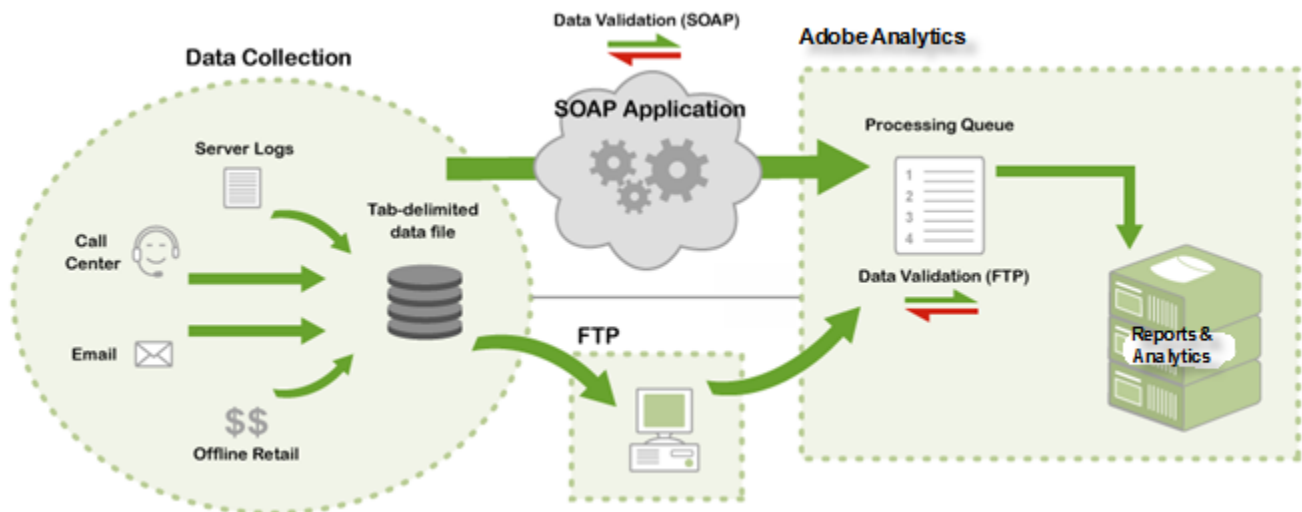 Data Validation (SOAP)
Adobe Analytics
Data Collection
SOAP Application
Processing Queue
Server Logs
1
2
3
4
Tab-delimited
data file
Call
Center
Data Validation (FTP)
FTP
Email
Reports &
Analytics
$$
Offline Retail